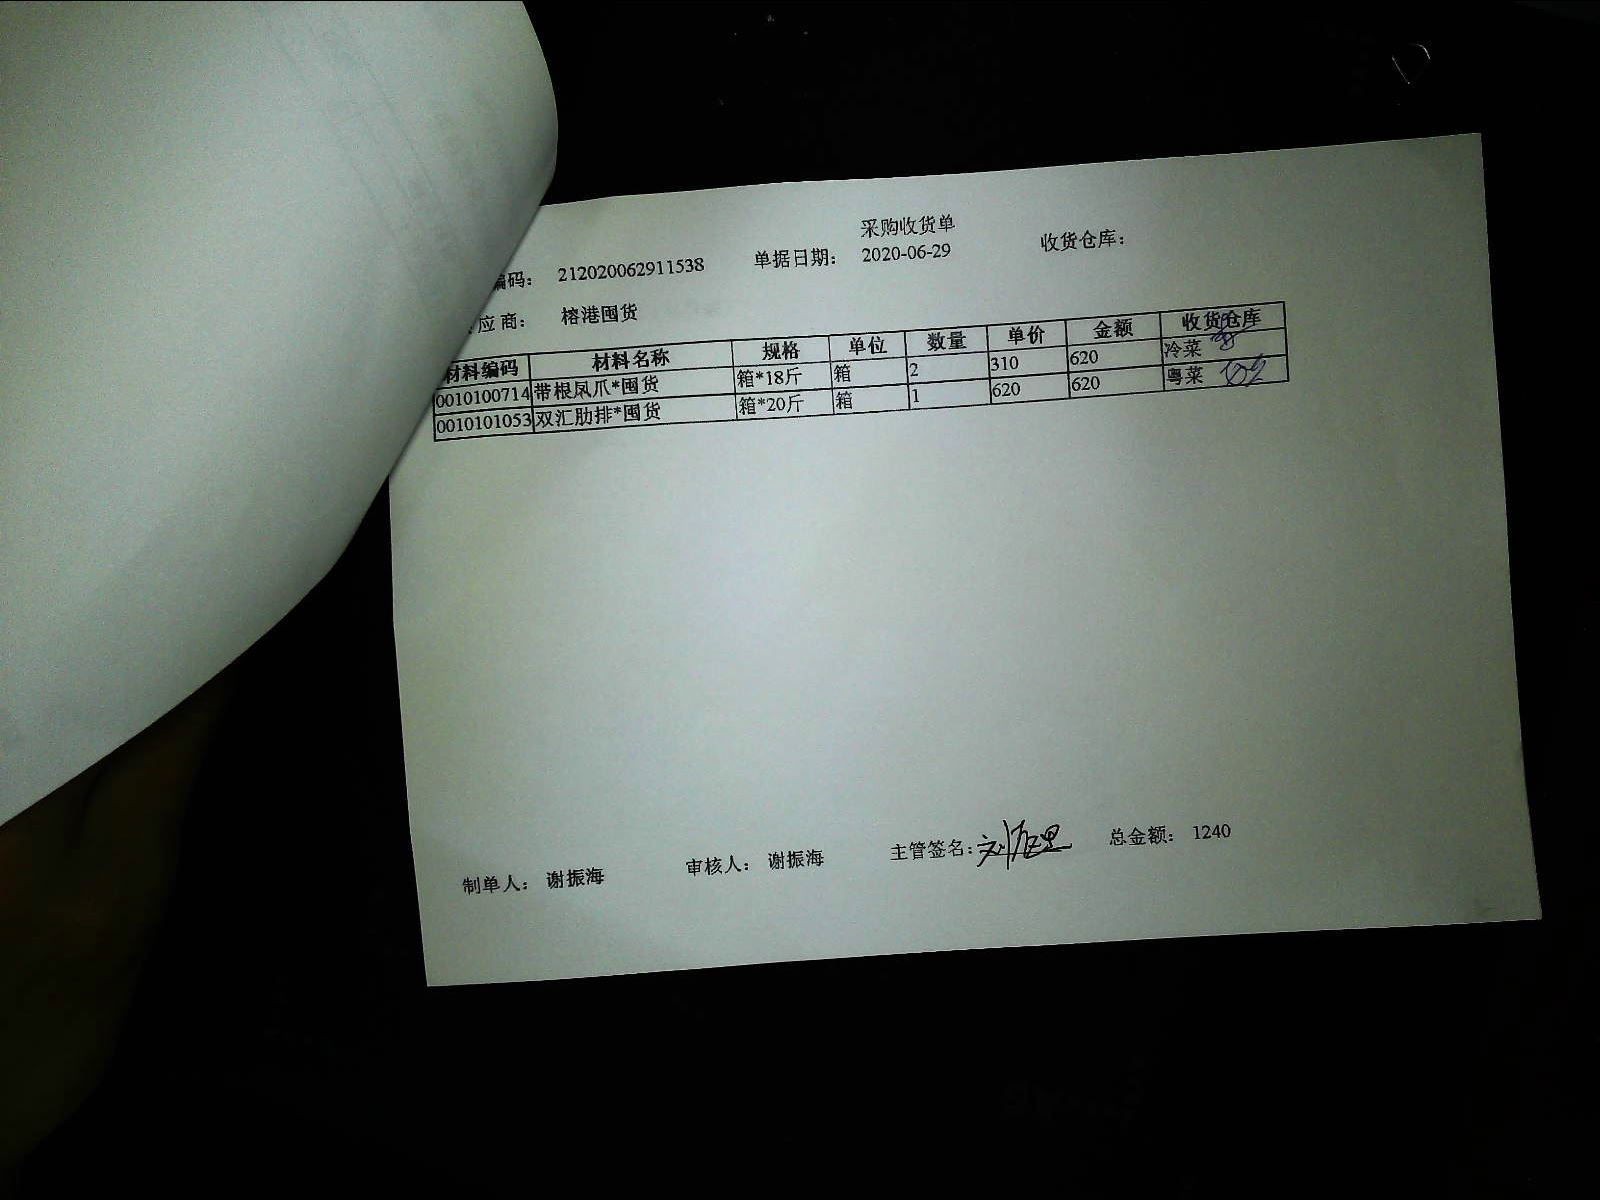 采购收货单
编码： 212020062911538 单据日期： 2020-06-29 收货仓库：
应商： 榕港囤货
材料编码 材料名称 规格 单位 数量 单价 金额 收货仓库
0010100714 带根凤爪*囤货 箱*18斤 箱 2 310 620 冷菜
0010101053 双汇肋排*囤货 箱*20斤 箱 1 620 620 粤菜
制单人： 谢振海 审核人： 谢振海 主管签名： 总金额： 1240